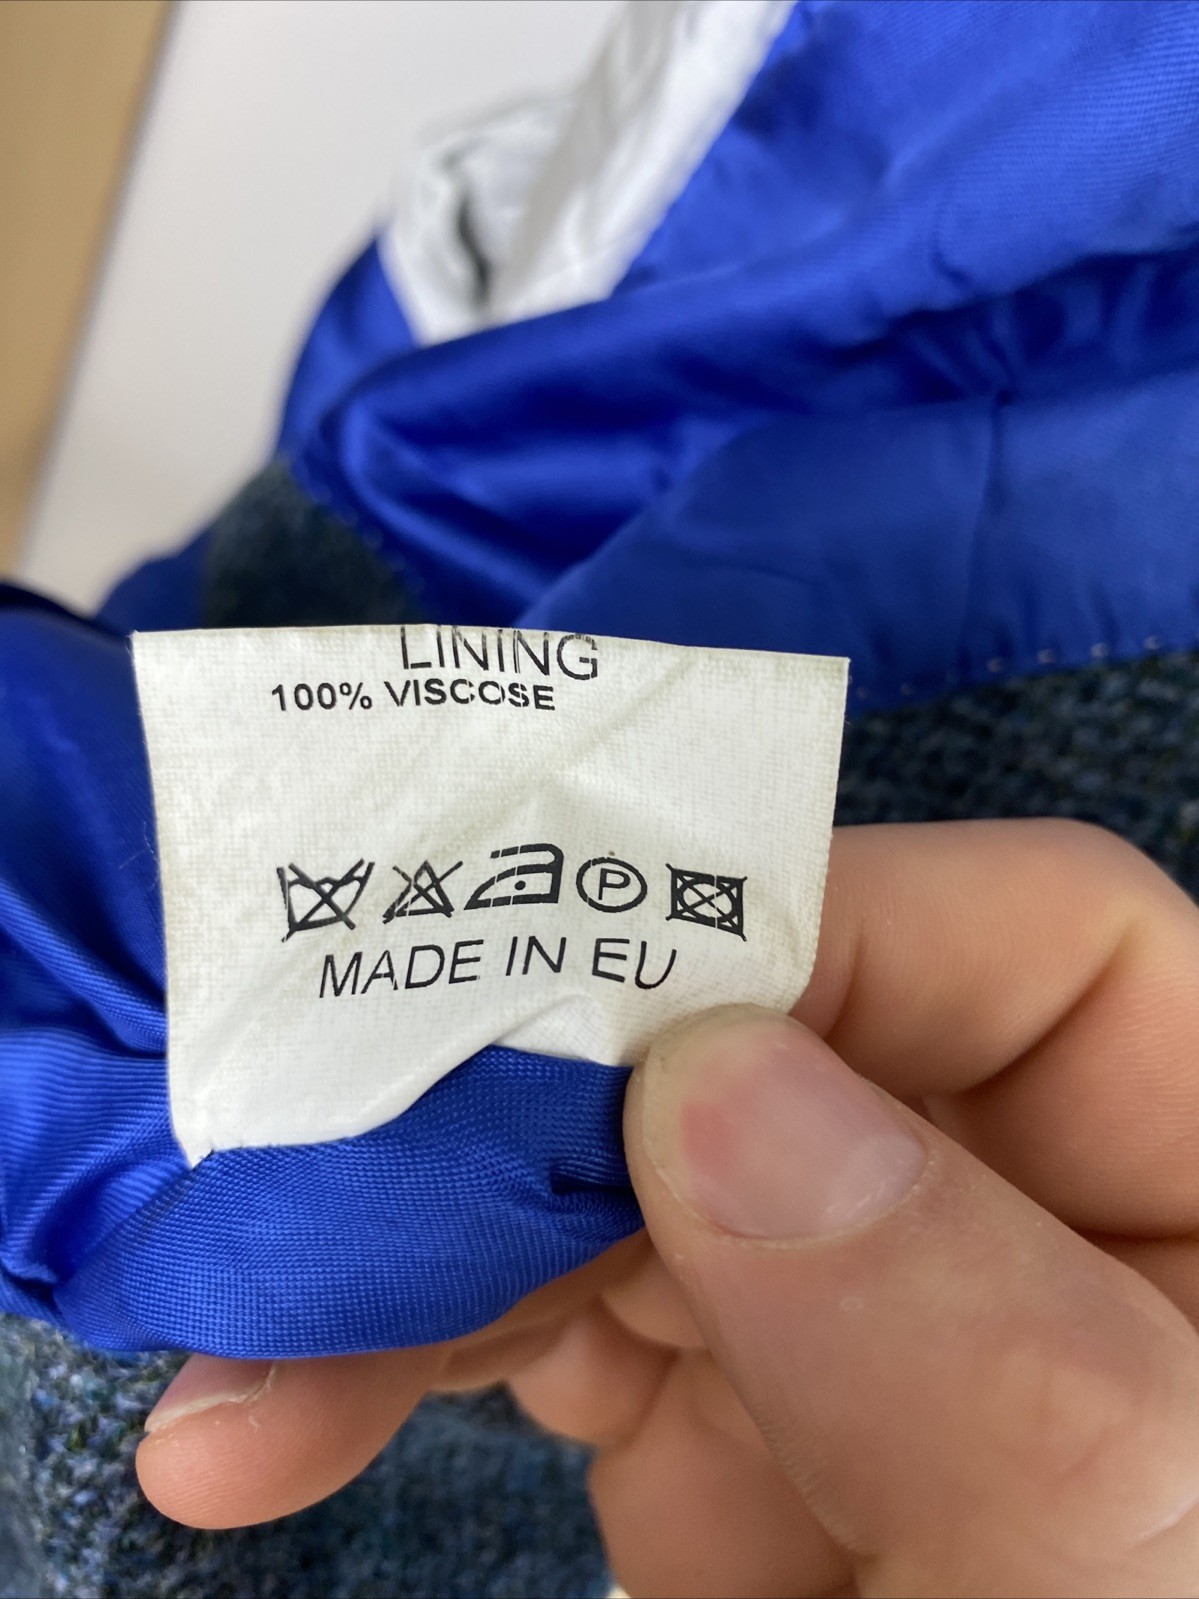 LINING
100% VISCOSE
P
MADE IN EU